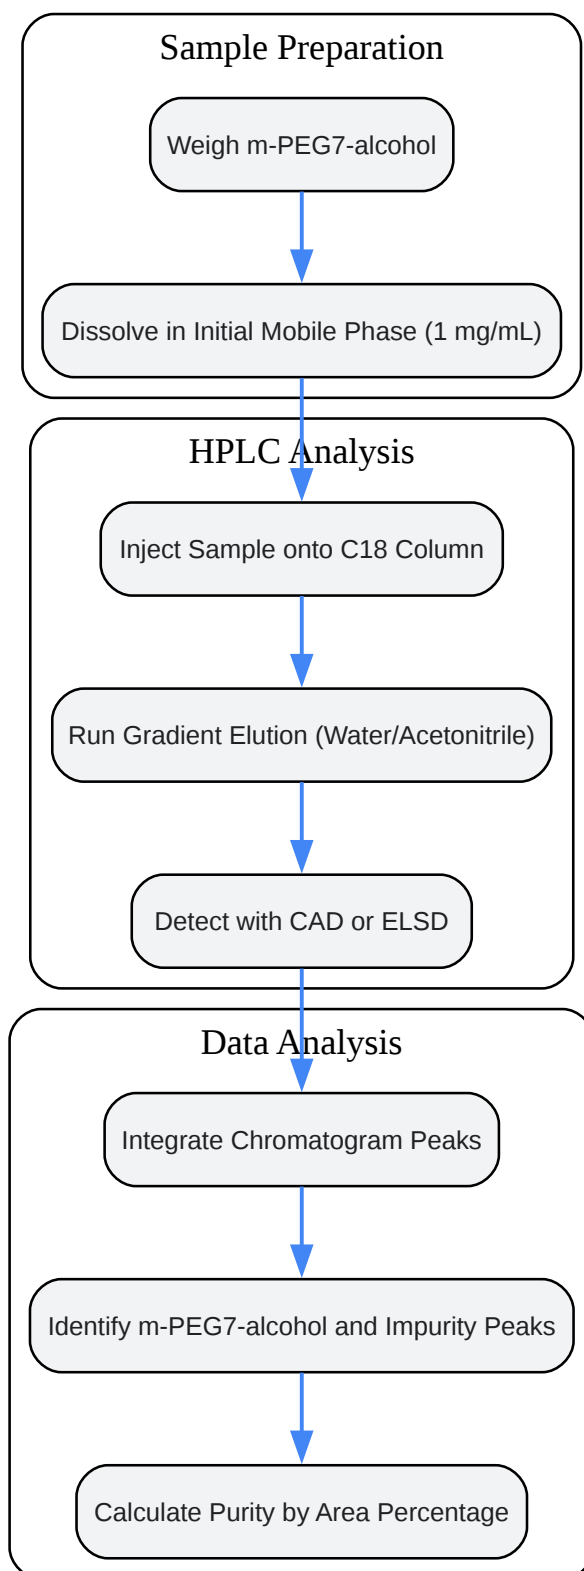 Sample Preparation
Weigh m-PEG7-alcohol
Dissolve in Initial Mobile Phase (1 mg/mL)
HPLC Analysis
Inject Sample onto C18 Column
Run Gradient Elution (Water/Acetonitrile)
Detect with CAD or ELSD
Data Analysis
Integrate Chromatogram Peaks
Identify m-PEG7-alcohol and Impurity Peaks
Calculate Purity by Area Percentage